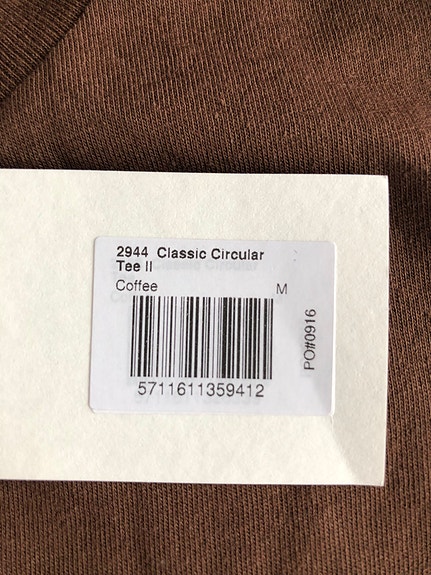 2944 Classic Circular
Tee II
Coffee M
5711611359412
PO#0916